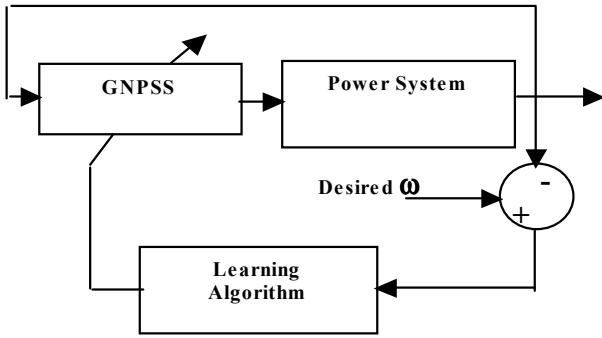 GNPSS
Power System
Desired ω
-
+
Learning
Algorithm